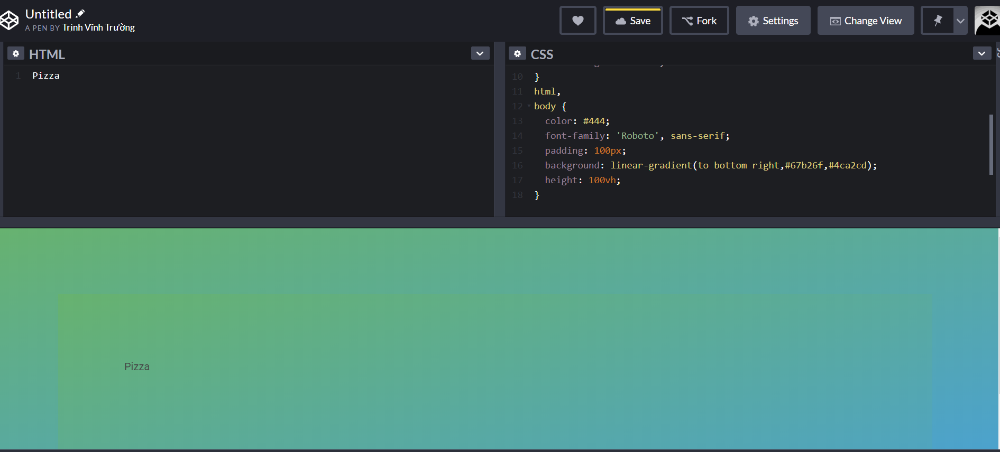 Untitled
A PEN BY Trịnh Vĩnh Trường
Save
Fork
Settings
Change View
HTML
1 Pizza
CSS
10 }
11 html,
12 body {
13 color: #444;
14 font-family: 'Roboto', sans-serif;
15 padding: 100px;
16 background: linear-gradient(to bottom right,#67b26f,#4ca2cd);
17 height: 100vh;
18 }
Pizza